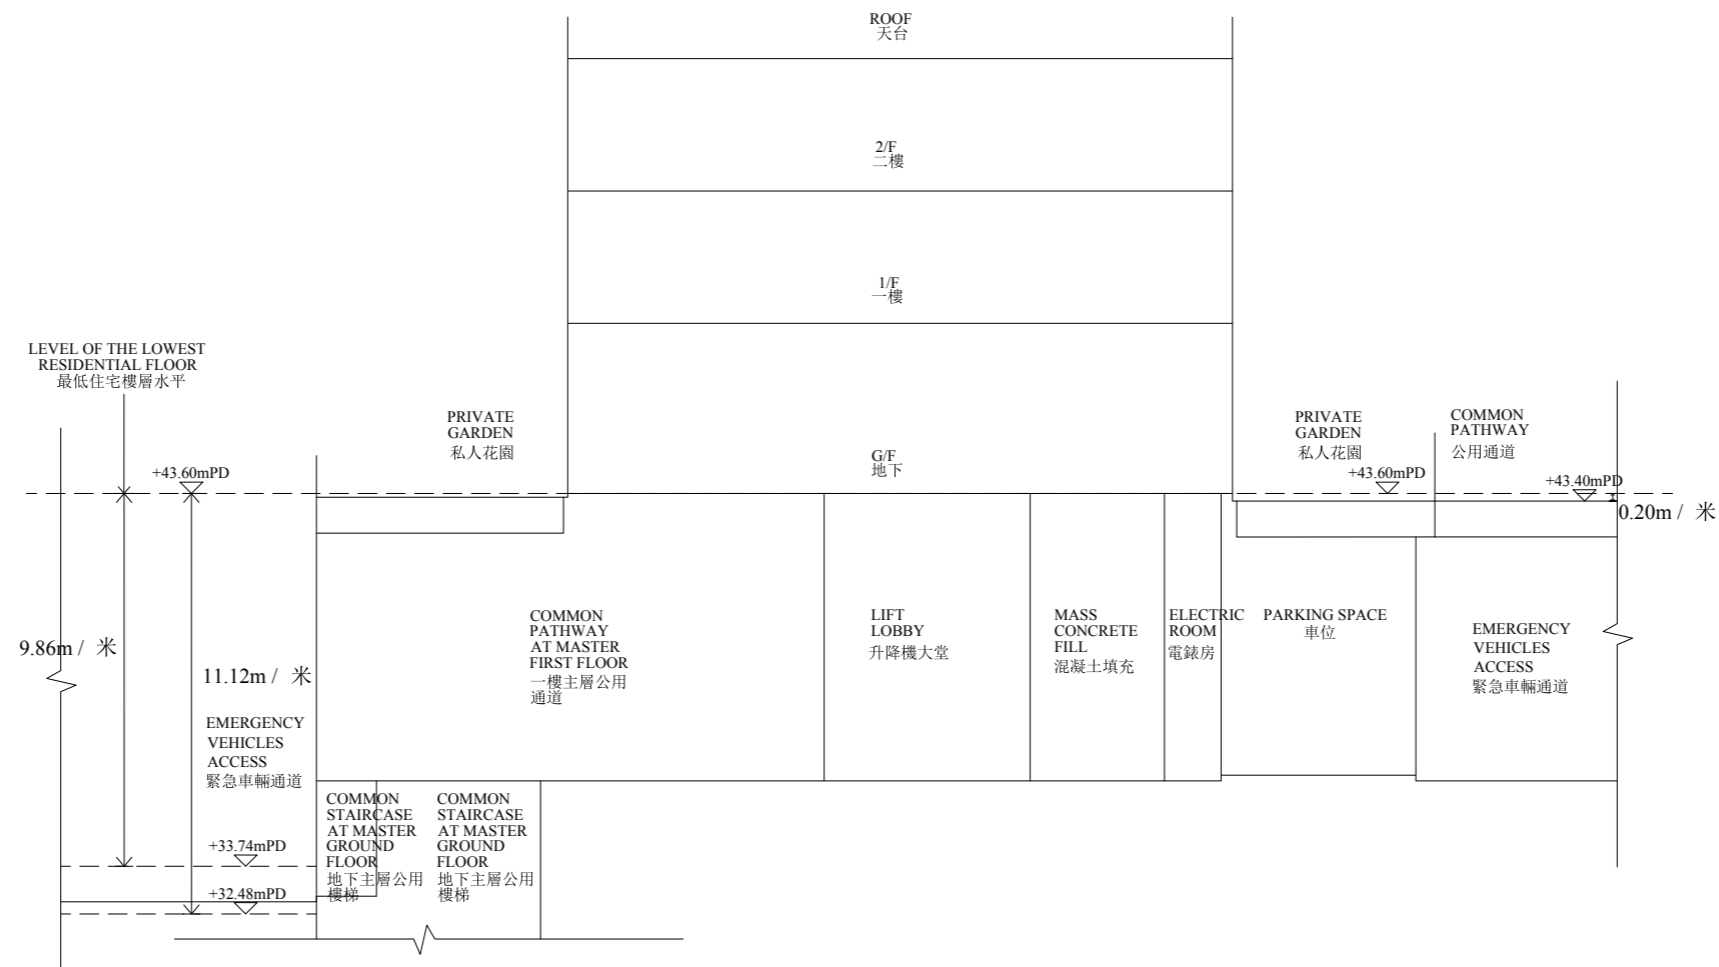 ROOF
天台
2/F
二樓
1/F
一樓
LEVEL OF THE LOWEST
RESIDENTIAL FLOOR
最低住宅樓層水平
PRIVATE
GARDEN
私人花園
G/F
地下
PRIVATE
GARDEN
私人花園
COMMON
PATHWAY
公用通道
+43.60mPD
+43.60mPD
+43.40mPD
0.20m / 米
9.86m / 米
11.12m / 米
EMERGENCY
VEHICLES
ACCESS
緊急車輛通道
COMMON
PATHWAY
AT MASTER
FIRST FLOOR
一樓主層公用
通道
LIFT
LOBBY
升降機大堂
MASS
CONCRETE
FILL
混凝土填充
ELECTRIC
ROOM
電錶房
PARKING SPACE
車位
EMERGENCY
VEHICLES
ACCESS
緊急車輛通道
COMMON
STAIRCASE
AT MASTER
GROUND
FLOOR
地下主層公用
樓梯
COMMON
STAIRCASE
AT MASTER
GROUND
FLOOR
地下主層公用
樓梯
+33.74mPD
+32.48mPD